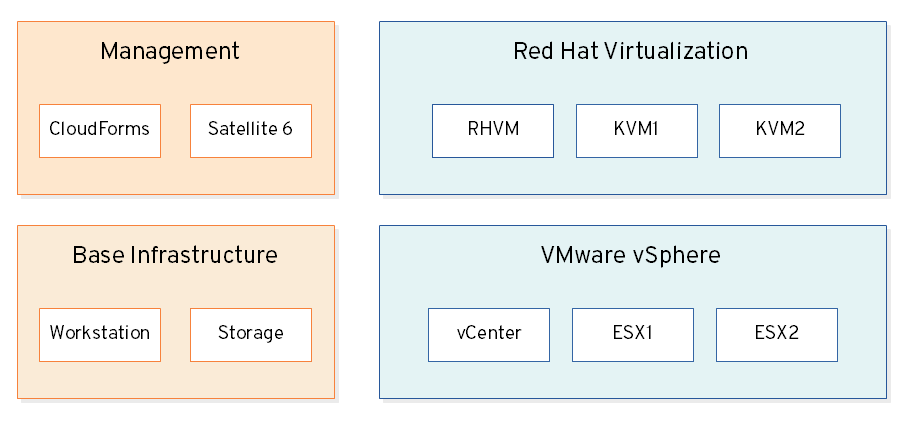 Management
CloudForms
Satellite 6
Red Hat Virtualization
RHVM
KVM1
KVM2
Base Infrastructure
Workstation
Storage
VMware vSphere
vCenter
ESX1
ESX2